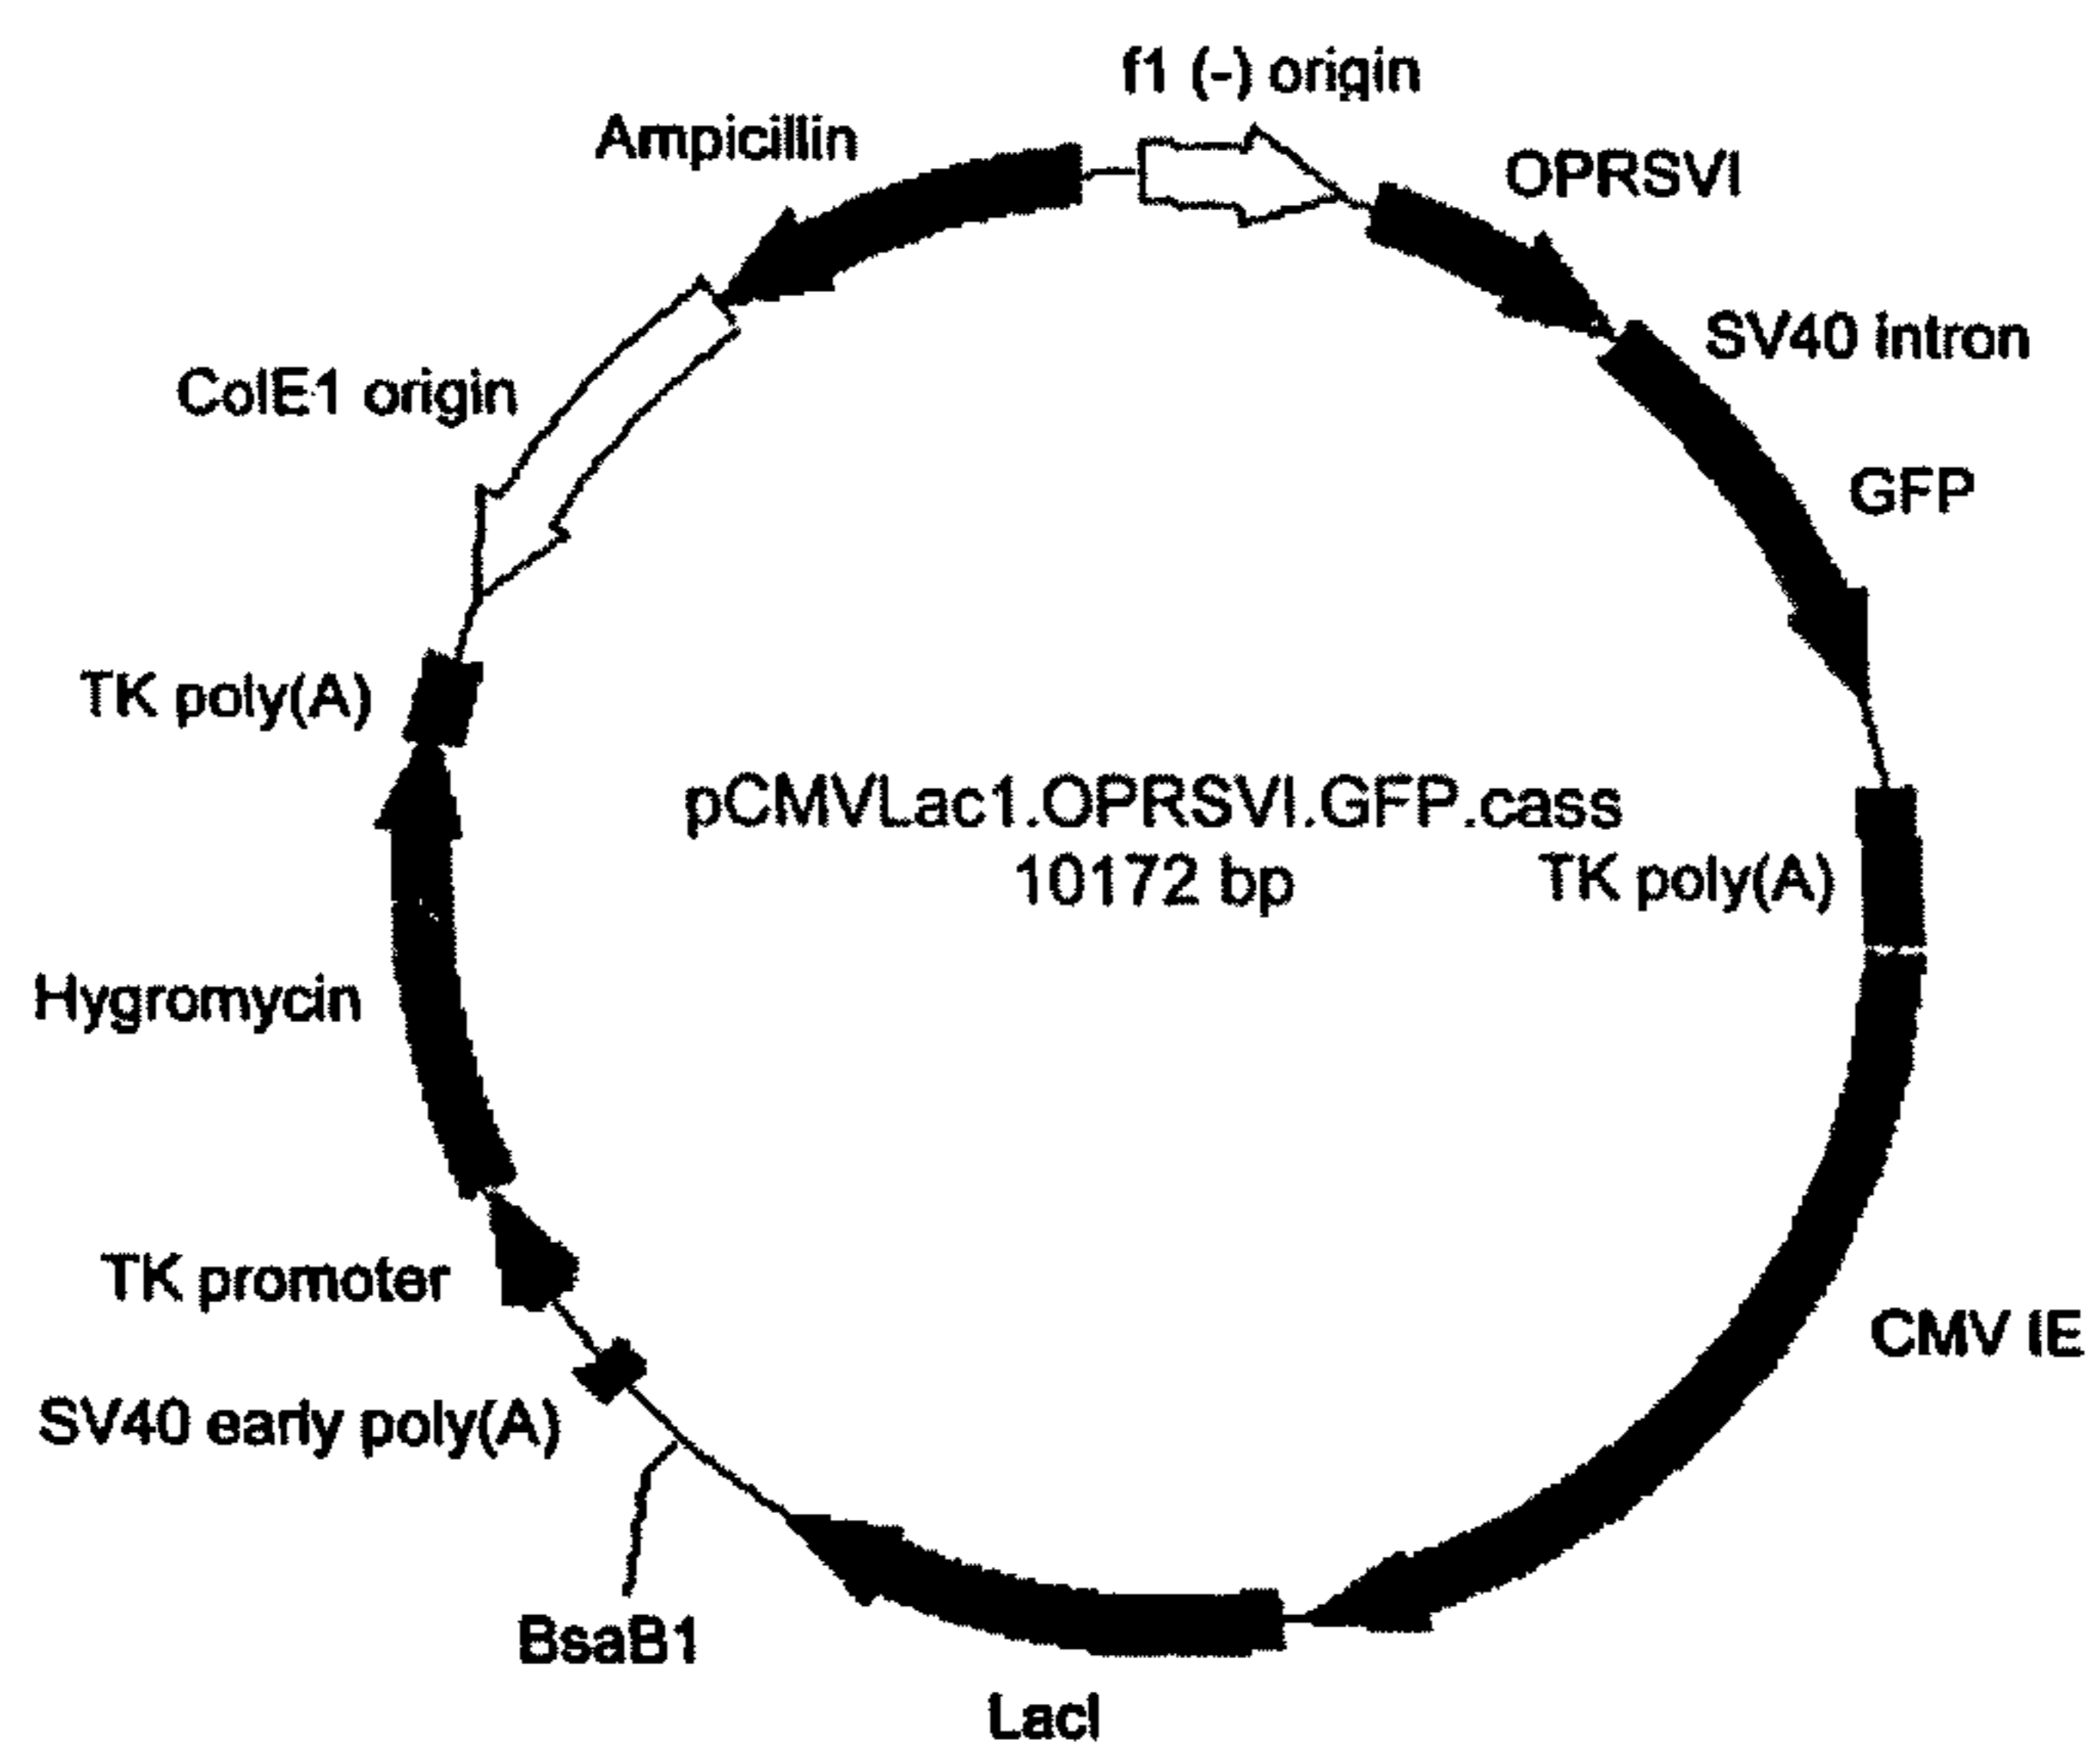 f1 (-) origin
Ampicillin
OPRSVI
SV40 intron
ColE1 origin
GFP
TK poly(A)
pCMVLac1.OPRSVI.GFP.cass
10172 bp
TK poly(A)
Hygromycin
TK promoter
CMV IE
SV40 early poly(A)
BsaB1
LacI